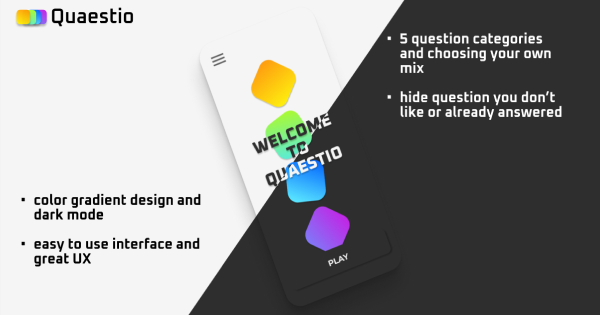 Quaestio
▪ 5 question categories
and choosing your own
mix
▪ hide question you don’t
like or already answered
WELCOME
TO
QUAESTIO
▪ color gradient design and
dark mode
▪ easy to use interface and
great UX
PLAY